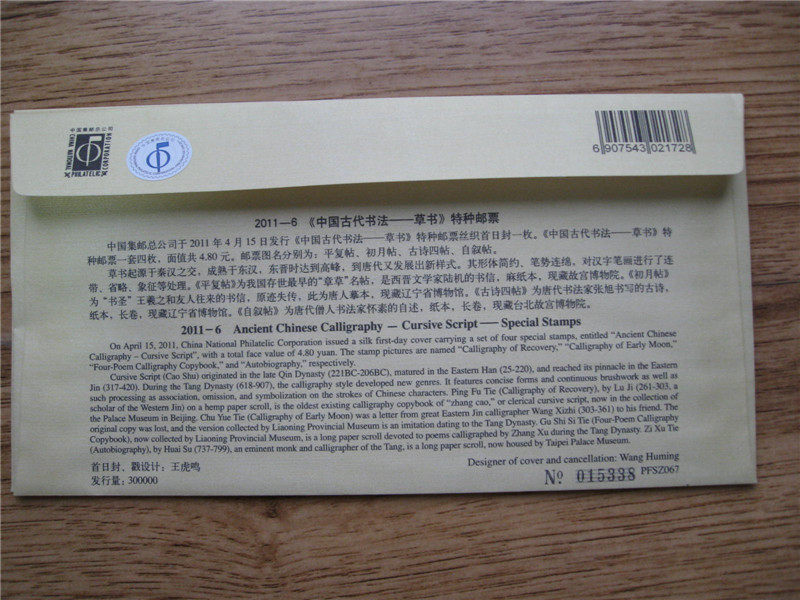 中国集邮总公司
CHINA NATIONAL
PHILATELIC
CORPORATION
6 907543 021728
2011—6 《中国古代书法——草书》特种邮票
中国集邮总公司于 2011 年 4 月 15 日发行《中国古代书法——草书》特种邮票丝织首日封一枚。《中国古代书法——草书》特
种邮票一套四枚,面值共 4.80 元。邮票图名分别为:平复帖、初月帖、古诗四帖、自叙帖。
草书起源于秦汉之交,成熟于东汉,东晋时达到高峰,到唐代又发展出新样式。其形体简约、笔势连绵,对汉字笔画进行了连
带、省略、象征等处理。《平复帖》为我国存世最早的“章草”名帖,是西晋文学家陆机的书信,麻纸本,现藏故宫博物院。《初月帖》
为“书圣”王羲之和友人往来的书信,原迹失传,此为唐人摹本,现藏辽宁省博物馆。《古诗四帖》为唐代书法家张旭书写的古诗,
纸本,长卷,现藏辽宁省博物馆。《自叙帖》为唐代僧人书法家怀素的自述,纸本,长卷,现藏台北故宫博物院。
2011—6 Ancient Chinese Calligraphy — Cursive Script —— Special Stamps
On April 15, 2011, China National Philatelic Corporation issued a silk first-day cover carrying a set of four special stamps, entitled “Ancient Chinese
Calligraphy – Cursive Script”, with a total face value of 4.80 yuan. The stamp pictures are named “Calligraphy of Recovery,” “Calligraphy of Early Moon,”
“Four-Poem Calligraphy Copybook,” and “Autobiography,” respectively.
Cursive Script (Cao Shu) originated in the late Qin Dynasty (221BC-206BC), matured in the Eastern Han (25-220), and reached its pinnacle in the Eastern
Jin (317-420). During the Tang Dynasty (618-907), the calligraphy style developed new genres. It features concise forms and continuous brushwork as well as
such processing as association, omission, and symbolization on the strokes of Chinese characters. Ping Fu Tie (Calligraphy of Recovery), by Lu Ji (261-303, a
scholar of the Western Jin) on a hemp paper scroll, is the oldest existing calligraphy copybook of “zhang cao,” or clerical cursive script, now in the collection of
the Palace Museum in Beijing. Chu Yue Tie (Calligraphy of Early Moon) was a letter from great Eastern Jin calligrapher Wang Xizhi (303-361) to his friend. The
original copy was lost, and the version collected by Liaoning Provincial Museum is an imitation dating to the Tang Dynasty. Gu Shi Si Tie (Four-Poem Calligraphy
Copybook), now collected by Liaoning Provincial Museum, is a long paper scroll devoted to poems calligraphed by Zhang Xu during the Tang Dynasty. Zi Xu Tie
(Autobiography), by Huai Su (737-799), an eminent monk and calligrapher of the Tang, is a long paper scroll, now housed by Taipei Palace Museum.
首日封、戳设计:王虎鸣
Designer of cover and cancellation: Wang Huming
发行量:300000
№ 015338 PFSZ067